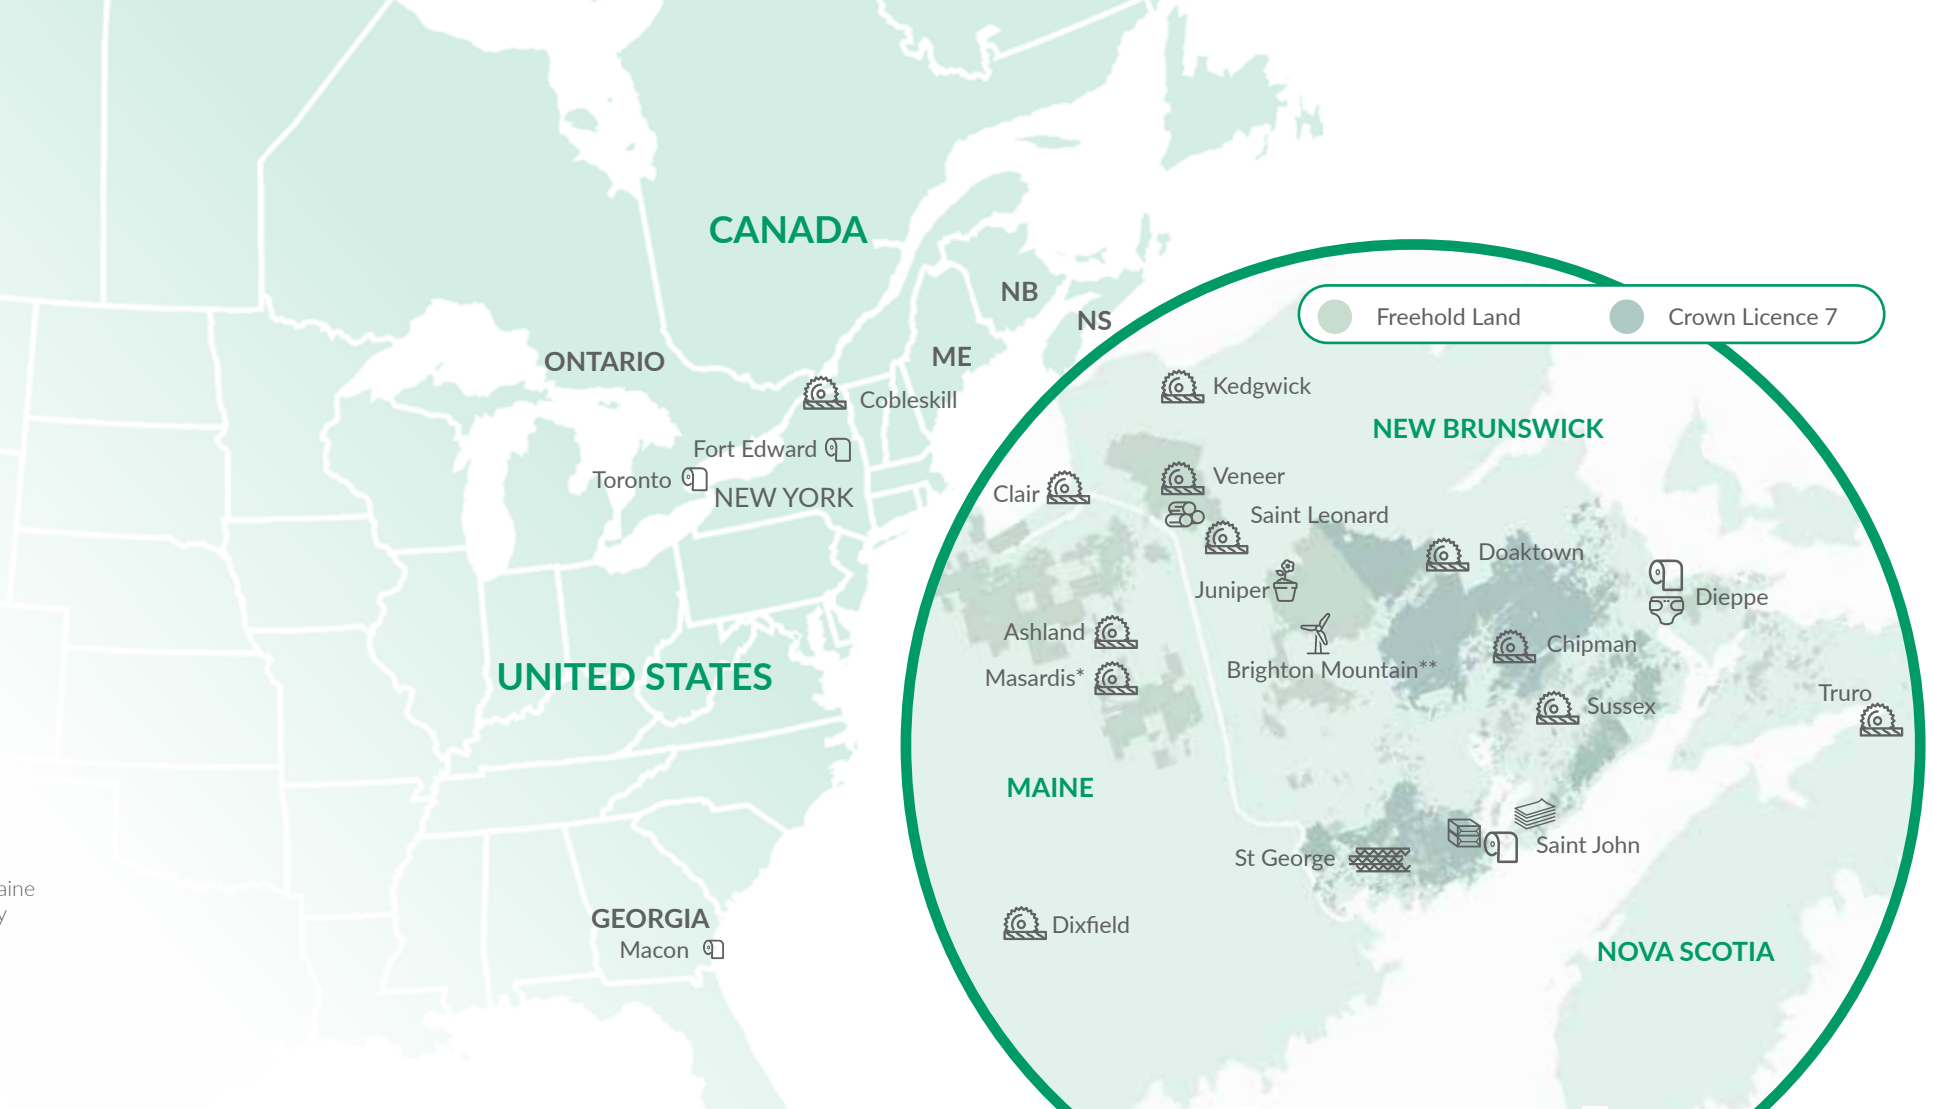 CANADA
NB
NS
ONTARIO
ME
Cobleskill
Fort Edward
Toronto
NEW YORK
UNITED STATES
aine
y
GEORGIA
Macon
Freehold Land
Crown Licence 7
Kedgwick
NEW BRUNSWICK
Veneer
Clair
Saint Leonard
Doaktown
Juniper
Dieppe
Ashland
Chipman
Brighton Mountain**
Masardis*
Truro
Sussex
MAINE
Saint John
St George
Dixfield
NOVA SCOTIA